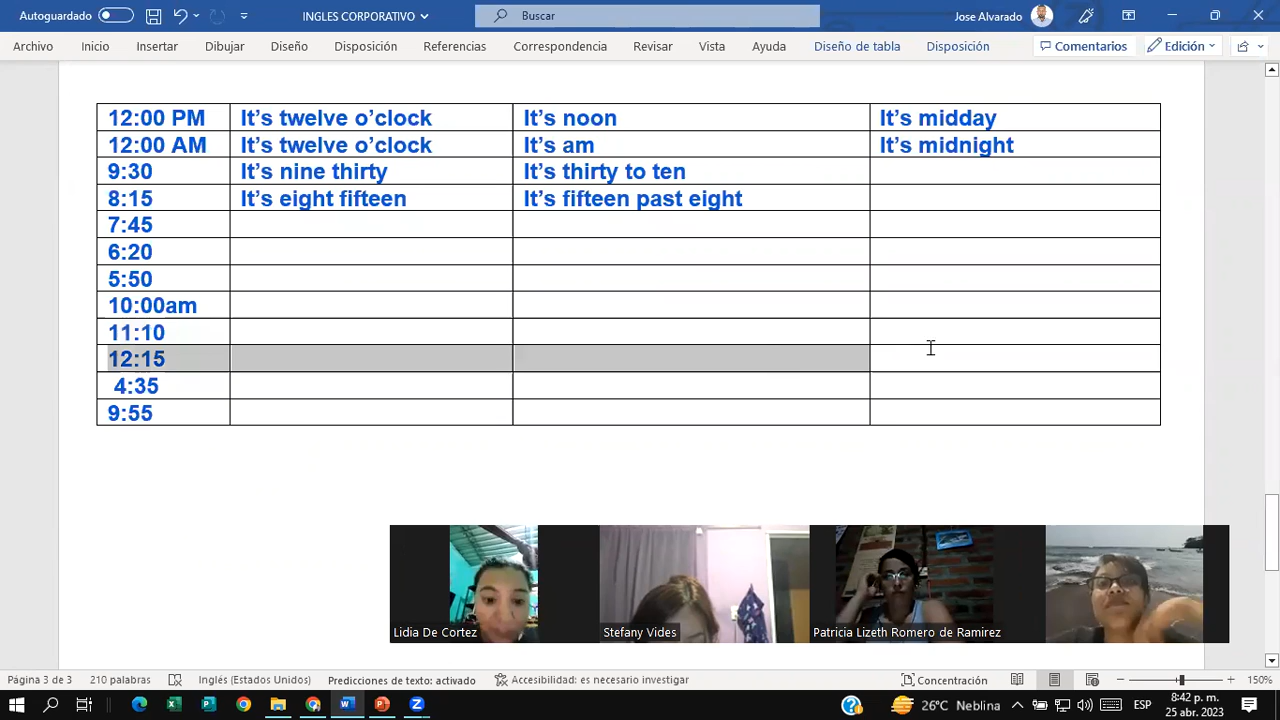 Autoguardado
INGLES CORPORATIVO
Buscar
Jose Alvarado
Archivo Inicio Insertar Dibujar Diseño Disposición Referencias Correspondencia Revisar Vista Ayuda Diseño de tabla Disposición Comentarios Edición
12:00 PM It’s twelve o’clock It’s noon It’s midday
12:00 AM It’s twelve o’clock It’s am It’s midnight
9:30 It’s nine thirty It’s thirty to ten
8:15 It’s eight fifteen It’s fifteen past eight
7:45
6:20
5:50
10:00am
11:10
12:15
4:35
9:55
Lidia De Cortez Stefany Vides Patricia Lizeth Romero de Ramirez
Página 3 de 3 210 palabras Inglés (Estados Unidos) Predicciones de texto: activado Accesibilidad: es necesario investigar Concentración 150%
26°C Neblina ESP 8:42 p. m.
25 abr. 2023